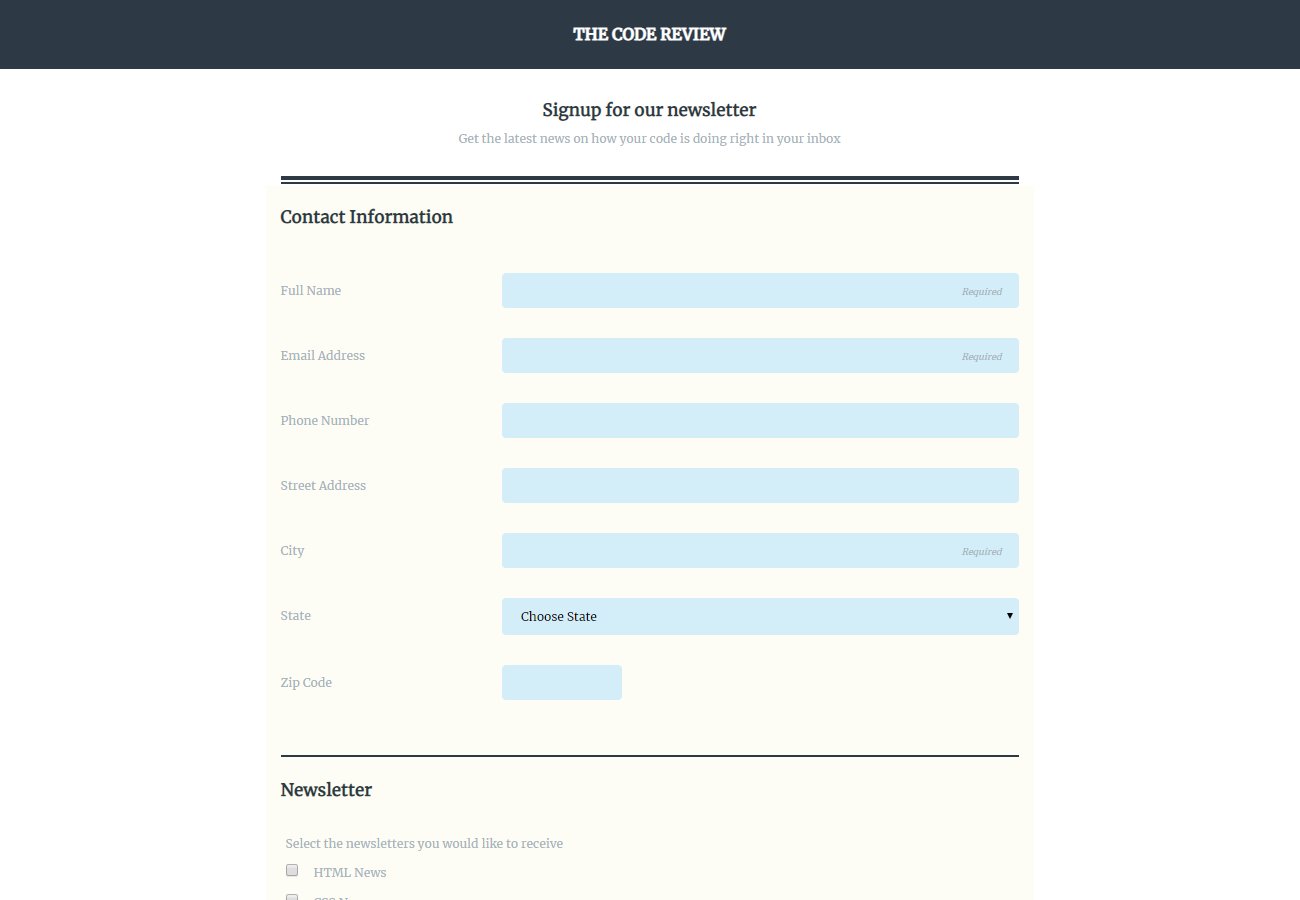 THE CODE REVIEW
Signup for our newsletter
Get the latest news on how your code is doing right in your inbox
Contact Information
Full Name
Required
Email Address
Required
Phone Number
Street Address
City
Required
State
Choose State
Zip Code
Newsletter
Select the newsletters you would like to receive
HTML News